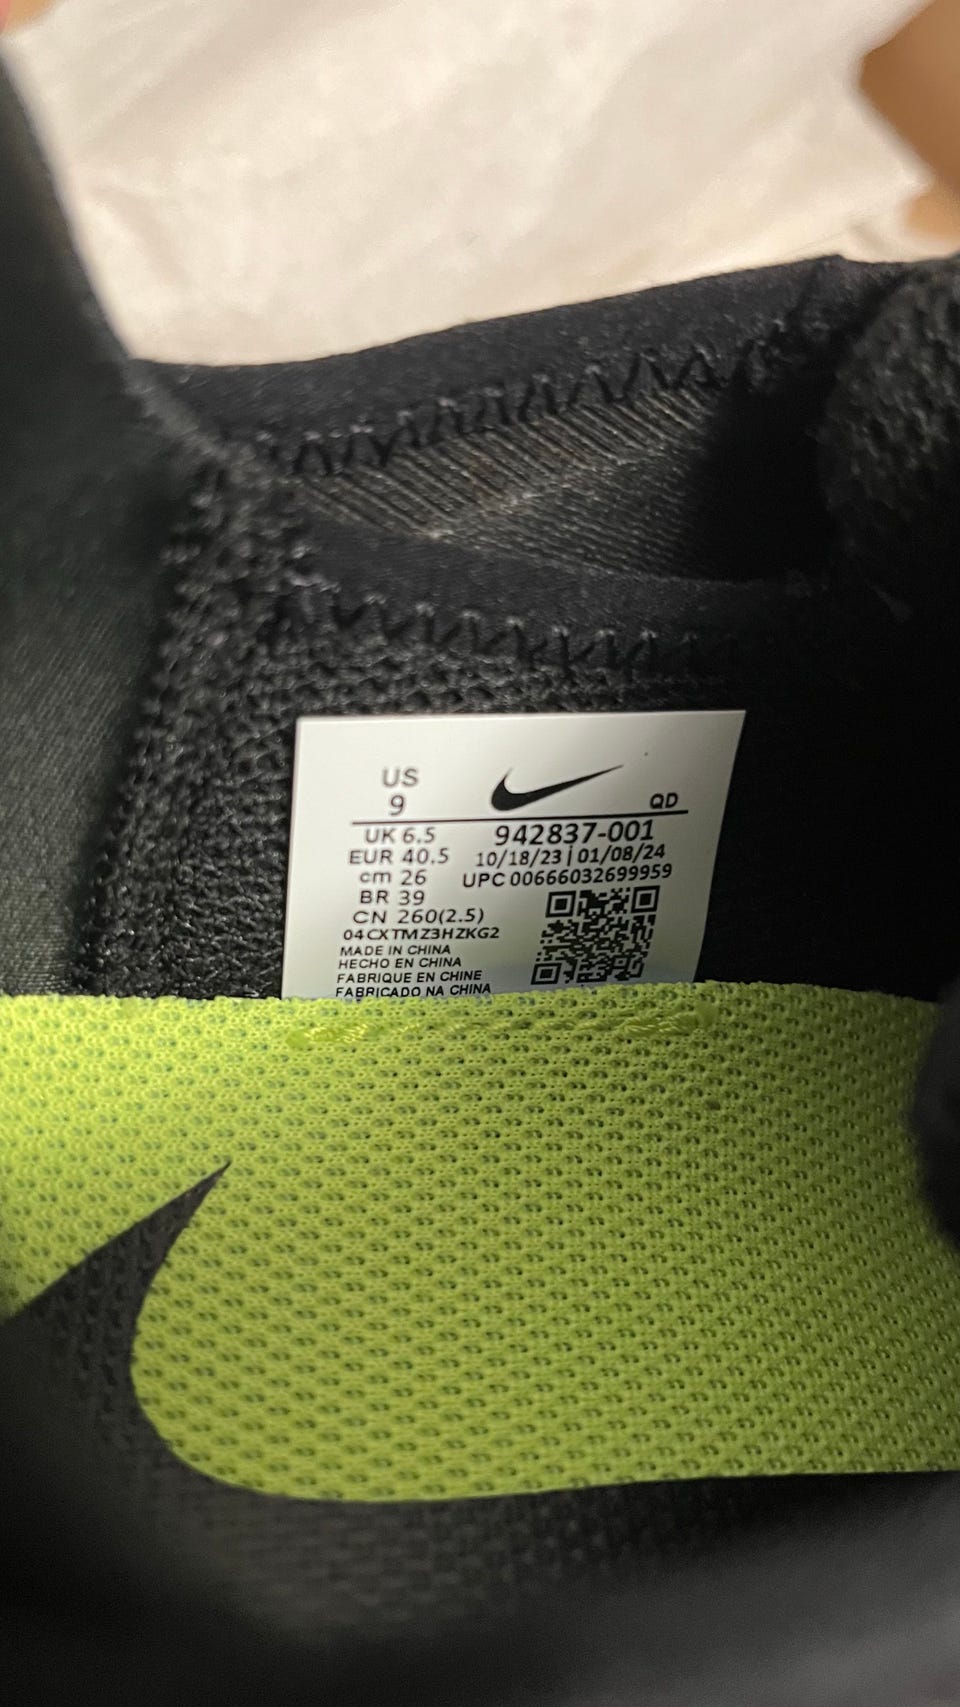 US
9
QD
UK 6.5
942837-001
EUR 40.5
10/18/23 | 01/08/24
cm 26
UPC 00666032699959
BR 39
CN 260(2.5)
04CXTMZ3HZKG2
MADE IN CHINA
HECHO EN CHINA
FABRIQUE EN CHINE
FABRICADO NA CHINA